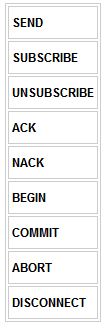 SEND
SUBSCRIBE
UNSUBSCRIBE
ACK
NACK
BEGIN
COMMIT
ABORT
DISCONNECT